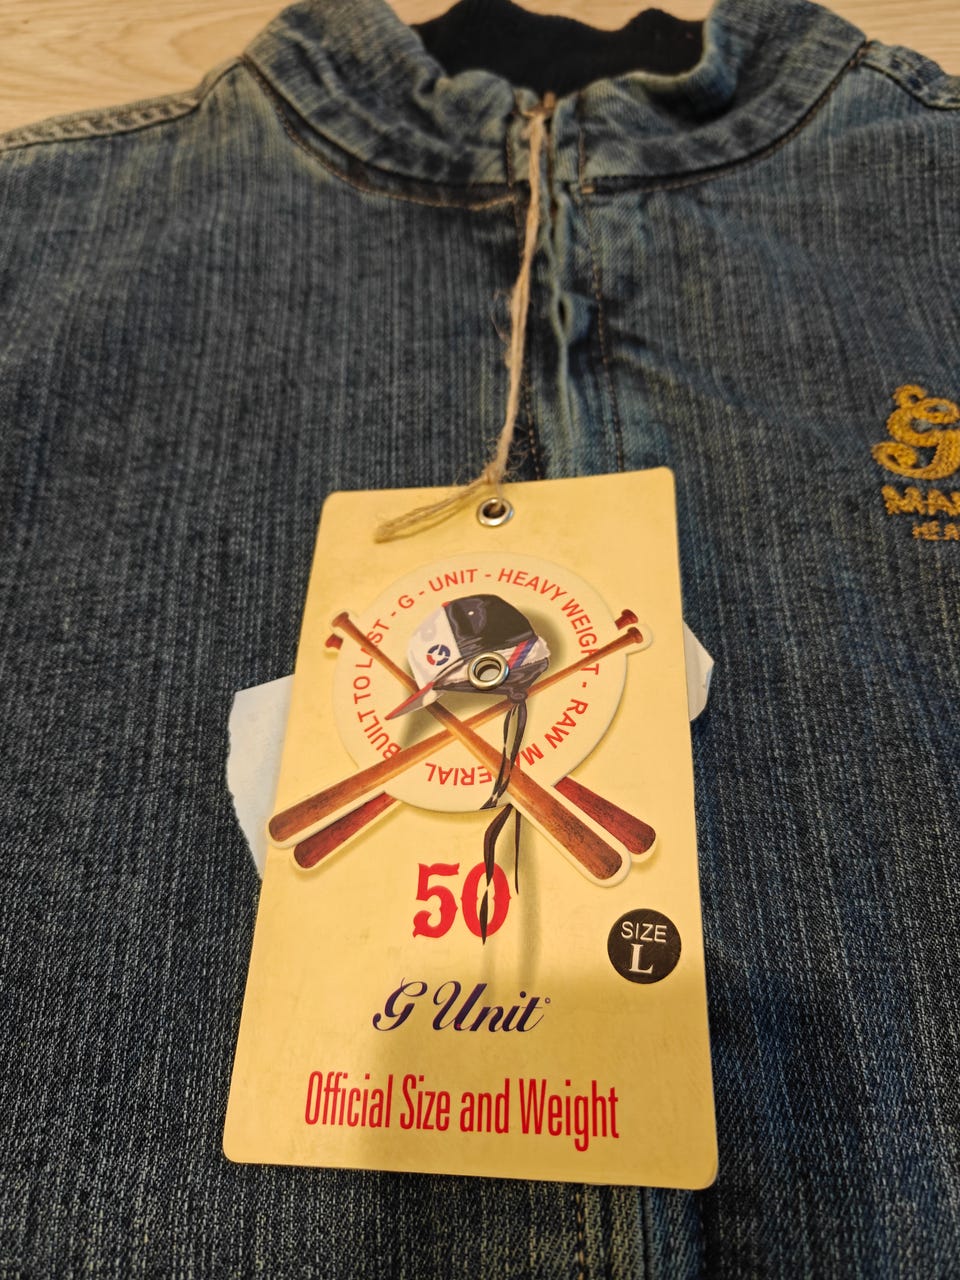 BUILT TO LAST - G - UNIT - HEAVY WEIGHT - RAW MATERIAL
50
SIZE
L
G Unit
Official Size and Weight
G